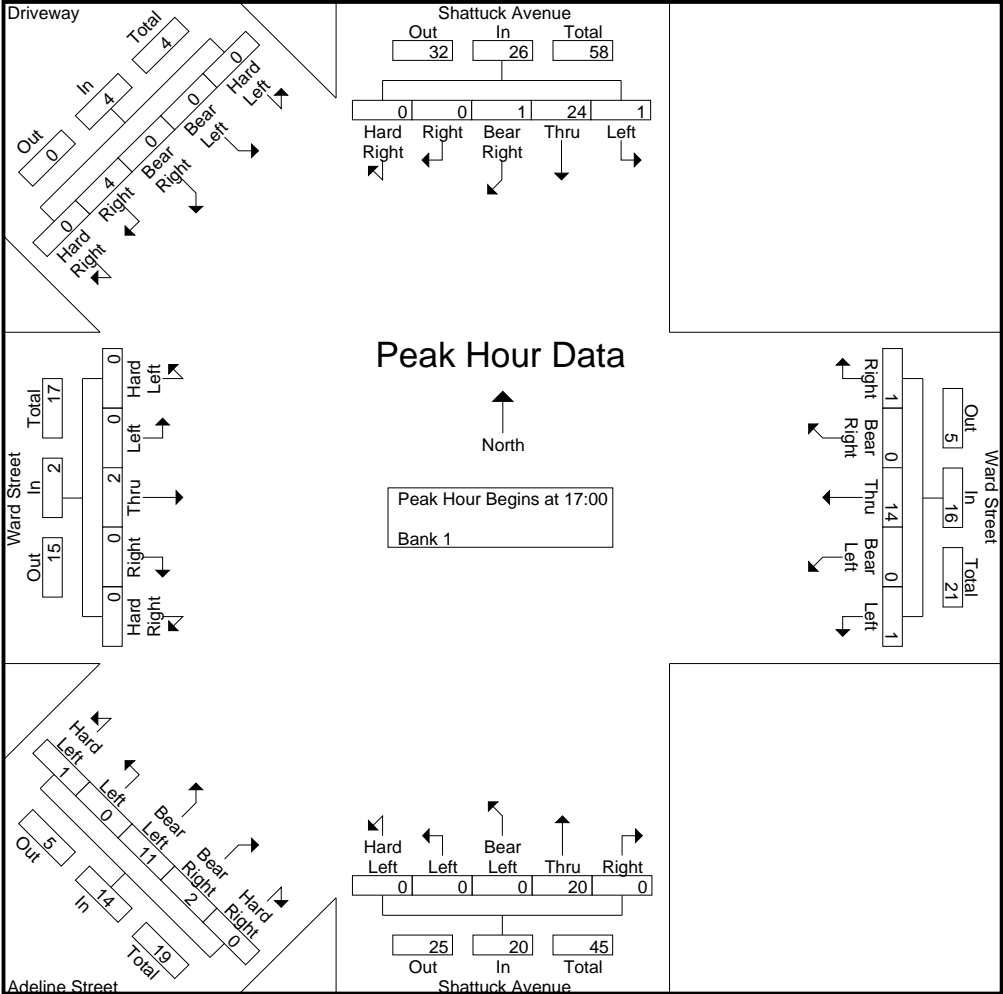 Driveway
Total
4
In
4
Out
0
0 4 0 0 0
Hard Right
Right
Bear Right
Bear Left
Hard Left
Shattuck Avenue
Out In Total
32 26 58
0 0 1 24 1
Hard Right
Right
Bear Right
Thru
Left
Peak Hour Data
North
Peak Hour Begins at 17:00
Bank 1
Ward Street
Total
17
In
2
Out
15
0 0 2 0 0
Hard Left
Left
Thru
Right
Hard Right
Ward Street
Out
5
In
16
Total
21
1 0 14 0 1
Right
Bear Right
Thru
Bear Left
Left
Hard Left
Left
Bear Left
Bear Right
Hard Right
1 0 11 2 0
Out
5
In
14
Total
19
Adeline Street
Hard Left
Left
Bear Left
Thru
Right
0 0 0 20 0
25 20 45
Out In Total
Shattuck Avenue